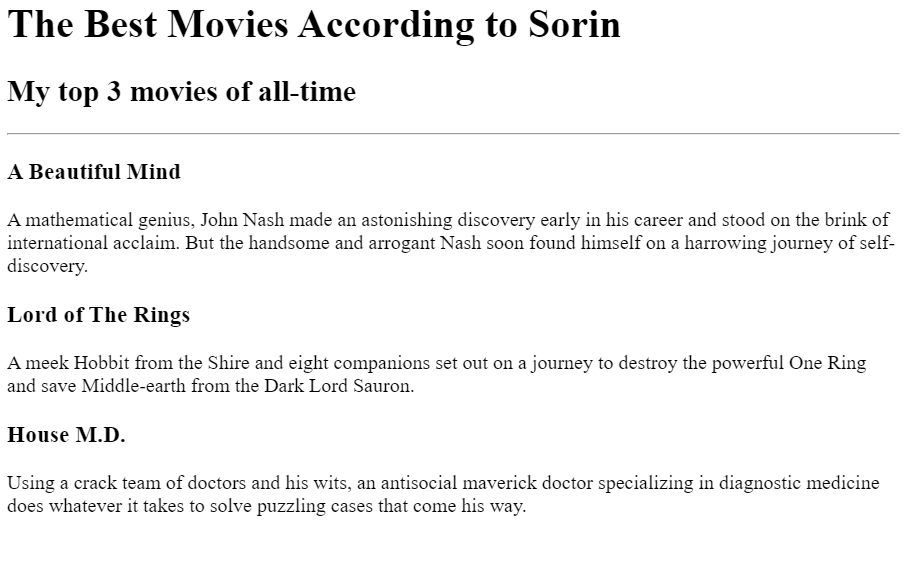 The Best Movies According to Sorin
My top 3 movies of all-time
A Beautiful Mind
A mathematical genius, John Nash made an astonishing discovery early in his career and stood on the brink of
international acclaim. But the handsome and arrogant Nash soon found himself on a harrowing journey of self-
discovery.
Lord of The Rings
A meek Hobbit from the Shire and eight companions set out on a journey to destroy the powerful One Ring
and save Middle-earth from the Dark Lord Sauron.
House M.D.
Using a crack team of doctors and his wits, an antisocial maverick doctor specializing in diagnostic medicine
does whatever it takes to solve puzzling cases that come his way.